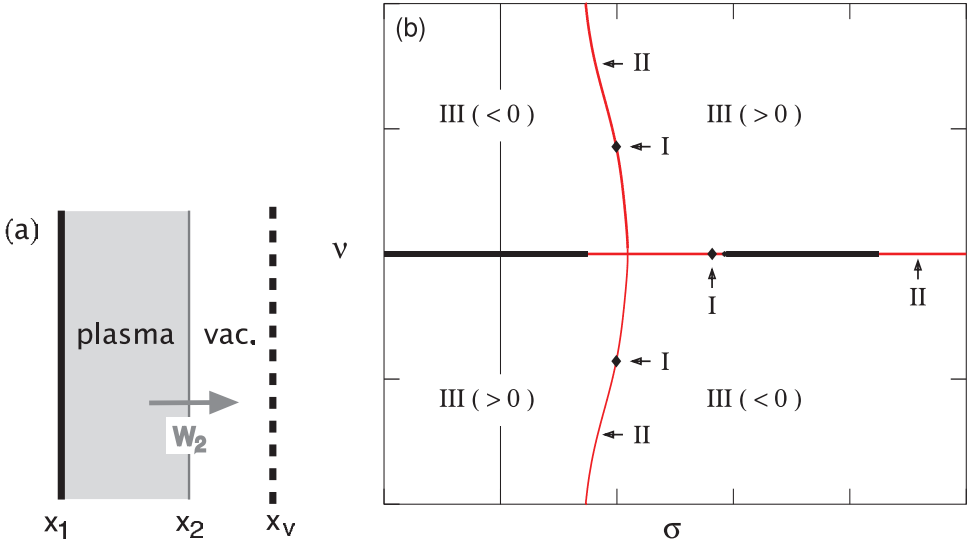 (a)
plasma
vac.
W₂
x₁
x₂
xᵥ
(b)
II
III ( < 0 )
III ( > 0 )
I
ν
I
II
I
III ( > 0 )
III ( < 0 )
II
σ